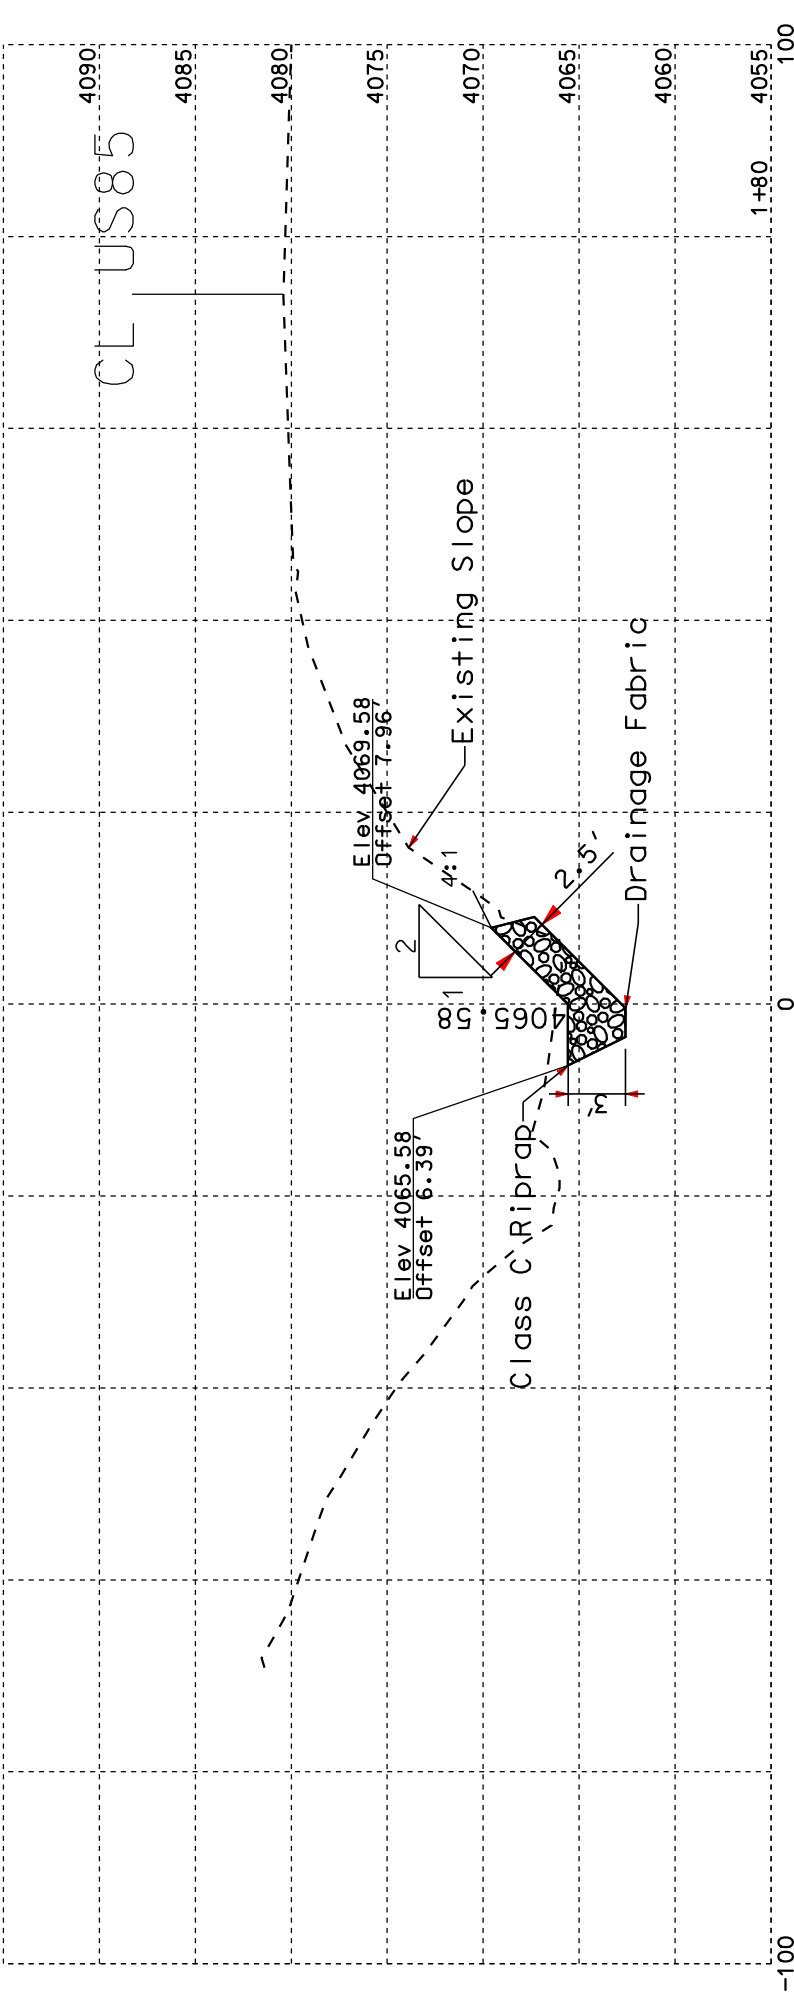 4090
4085
4080
4075
4070
4065
4060
4055
100
0
-100
1+80
CL US85
Existing Slope
Elev 4069.58
Offset 7.96'
4:1
2
1
2.5'
Drainage Fabric
4065.58
3'
Elev 4065.58
Offset 6.39'
Class C Riprap